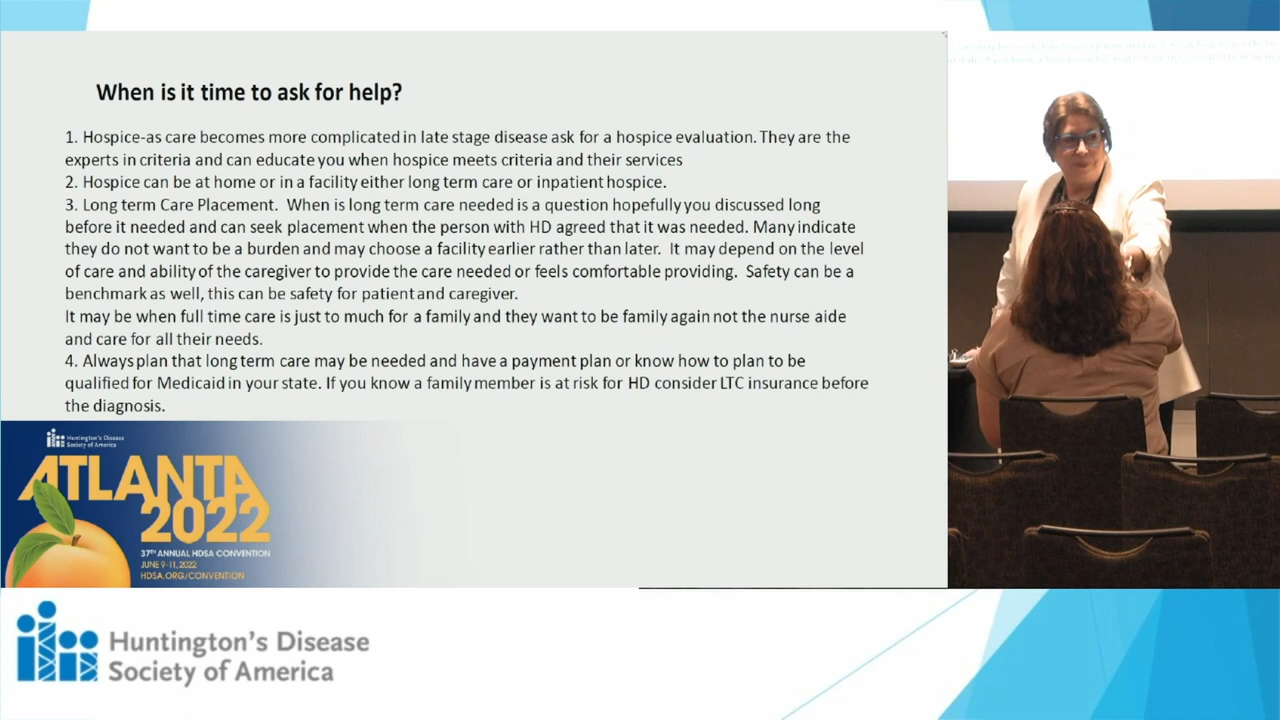 When is it time to ask for help?
1. Hospice-as care becomes more complicated in late stage disease ask for a hospice evaluation. They are the
experts in criteria and can educate you when hospice meets criteria and their services
2. Hospice can be at home or in a facility either long term care or inpatient hospice.
3. Long term Care Placement. When is long term care needed is a question hopefully you discussed long
before it needed and can seek placement when the person with HD agreed that it was needed. Many indicate
they do not want to be a burden and may choose a facility earlier rather than later. It may depend on the level
of care and ability of the caregiver to provide the care needed or feels comfortable providing. Safety can be a
benchmark as well, this can be safety for patient and caregiver.
It may be when full time care is just to much for a family and they want to be family again not the nurse aide
and care for all their needs.
4. Always plan that long term care may be needed and have a payment plan or know how to plan to be
qualified for Medicaid in your state. If you know a family member is at risk for HD consider LTC insurance before
the diagnosis.
Huntington's Disease
Society of America
ATLANTA
2022
37TH ANNUAL HDSA CONVENTION
JUNE 9-11, 2022
HDSA.ORG/CONVENTION
Huntington's Disease
Society of America